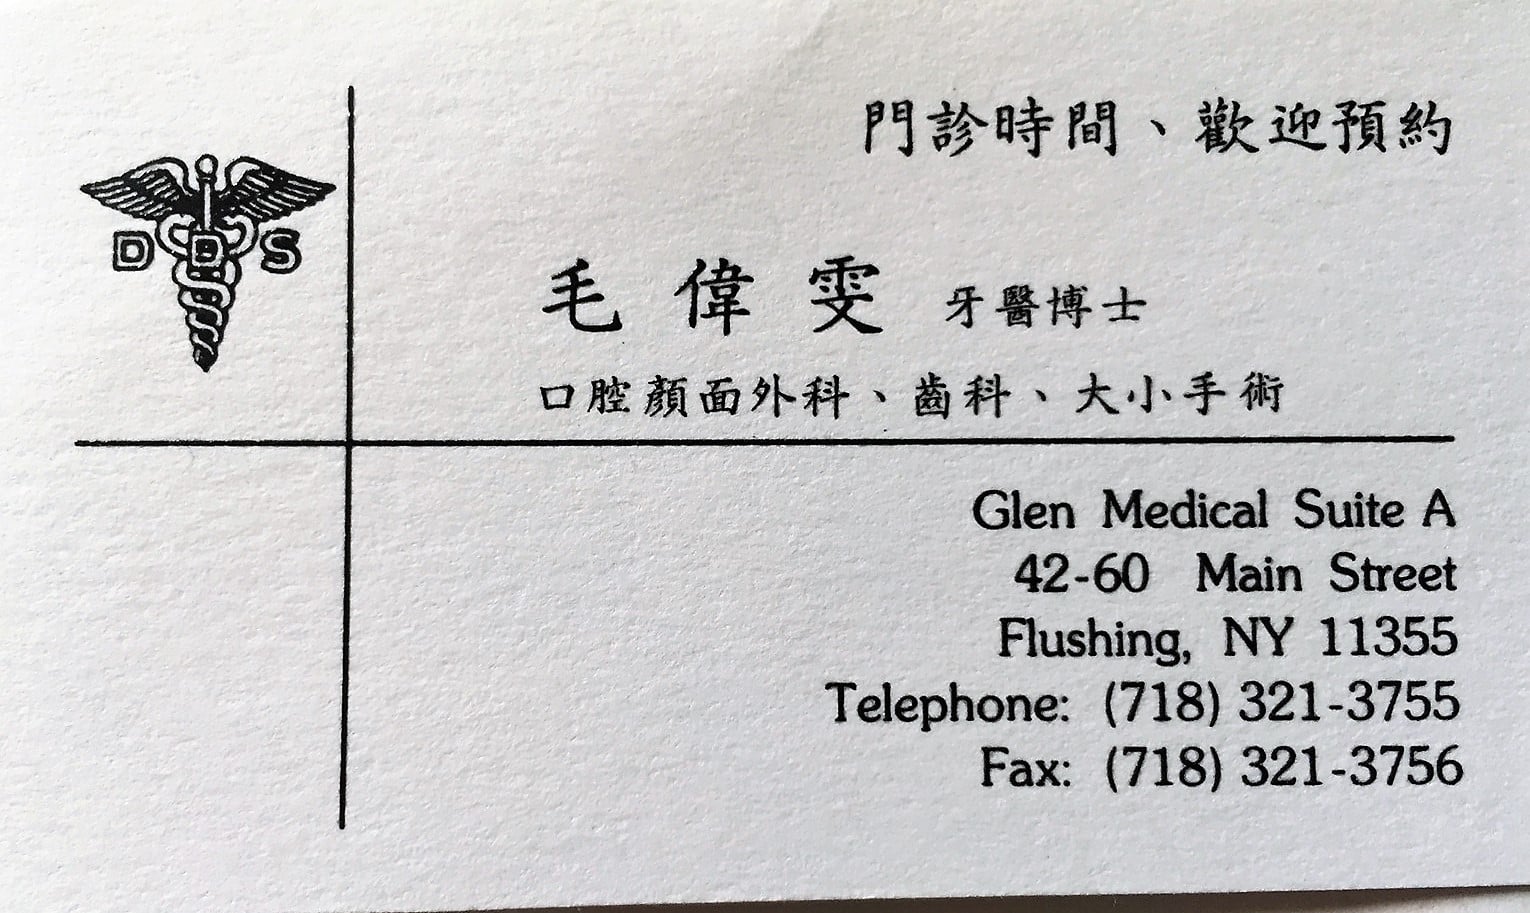 門診時間、歡迎預約
DDS
毛偉雯 牙醫博士
口腔顏面外科、齒科、大小手術
Glen Medical Suite A
42-60 Main Street
Flushing, NY 11355
Telephone: (718) 321-3755
Fax: (718) 321-3756